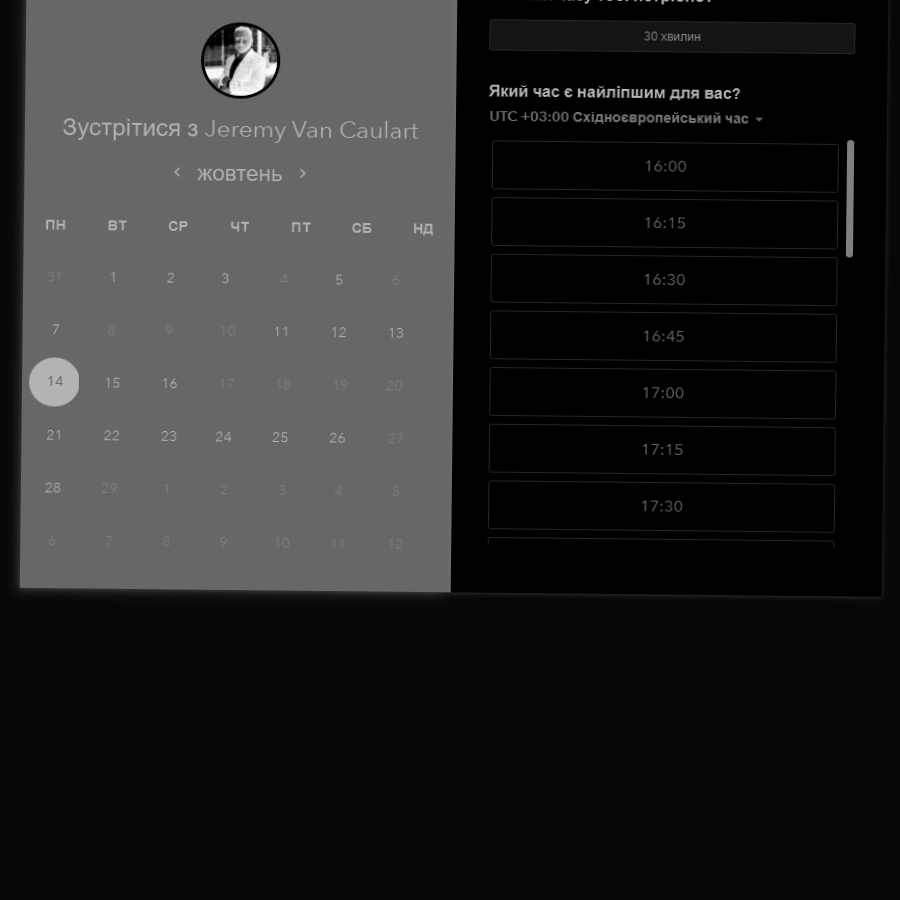 30 хвилин
Зустрітися з Jeremy Van Caulart
жовтень
ПН ВТ СР ЧТ ПТ СБ НД
31 1 2 3 4 5 6
7 8 9 10 11 12 13
14 15 16 17 18 19 20
21 22 23 24 25 26 27
28 29 1 2 3 4 5
6 7 8 9 10 11 12
Який час є найліпшим для вас?
UTC +03:00 Східноєвропейський час
16:00
16:15
16:30
16:45
17:00
17:15
17:30